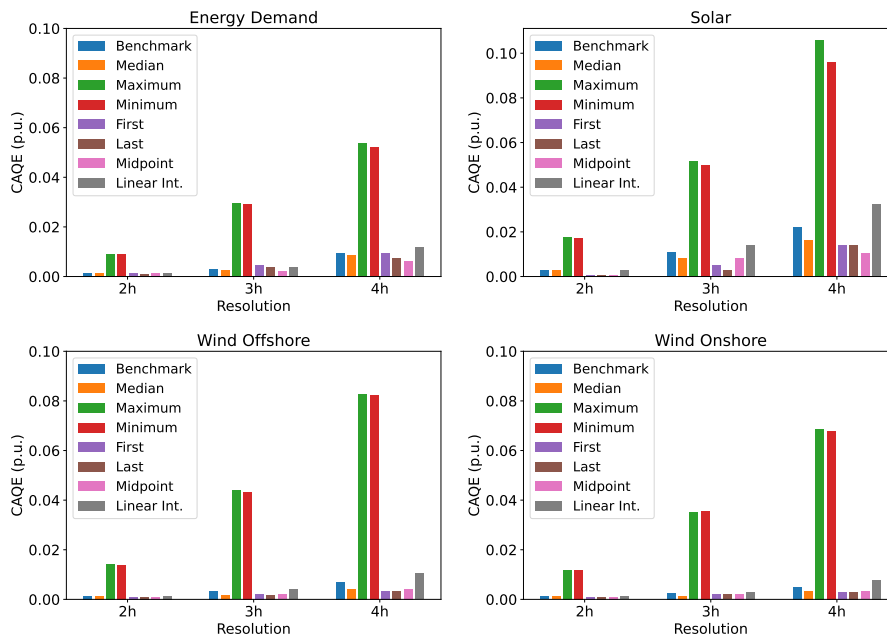 Energy Demand
0.10
0.08
0.06
0.04
0.02
0.00
CAQE (p.u.)
Benchmark
Median
Maximum
Minimum
First
Last
Midpoint
Linear Int.
2h
3h
4h
Resolution
Solar
0.10
0.08
0.06
0.04
0.02
0.00
CAQE (p.u.)
Benchmark
Median
Maximum
Minimum
First
Last
Midpoint
Linear Int.
2h
3h
4h
Resolution
Wind Offshore
0.10
0.08
0.06
0.04
0.02
0.00
CAQE (p.u.)
Benchmark
Median
Maximum
Minimum
First
Last
Midpoint
Linear Int.
2h
3h
4h
Resolution
Wind Onshore
0.10
0.08
0.06
0.04
0.02
0.00
CAQE (p.u.)
Benchmark
Median
Maximum
Minimum
First
Last
Midpoint
Linear Int.
2h
3h
4h
Resolution